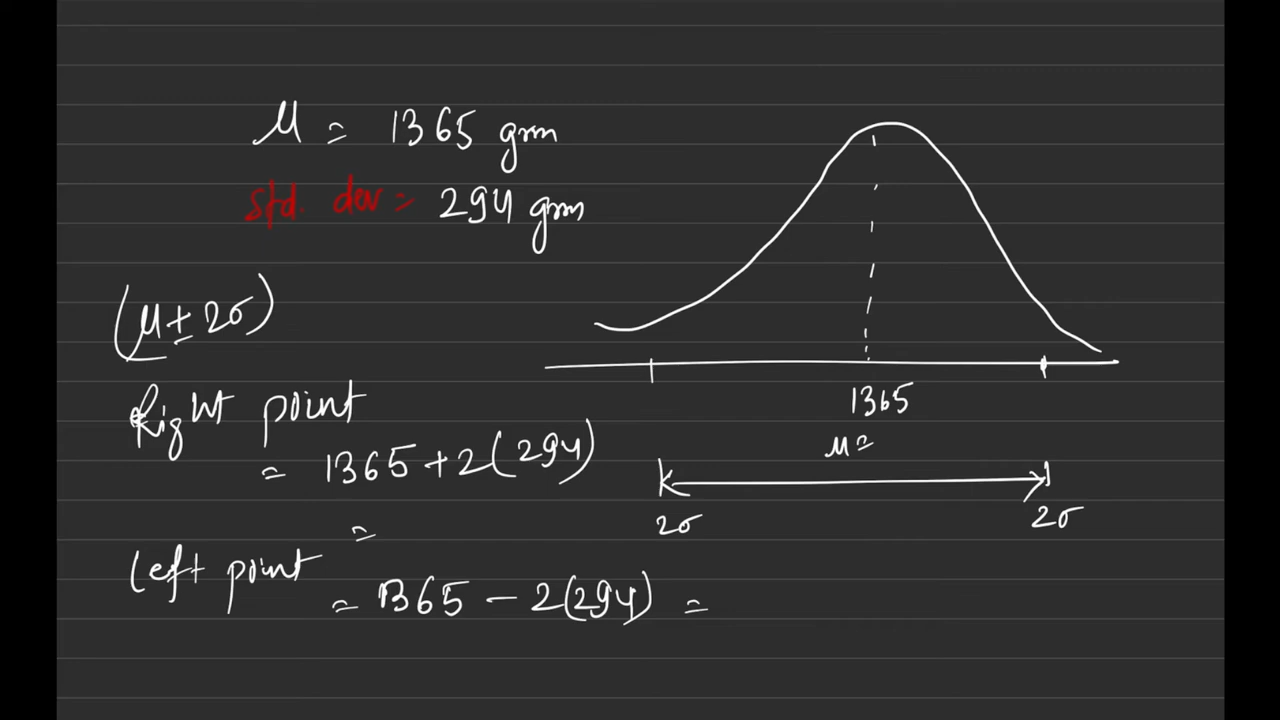 μ = 1365 grm
std. dev = 294 grm
(μ ± 2σ)
Right point
= 1365 + 2(294)
=
left point
= 1365 − 2(294) =
1365
μ =
2σ
2σ